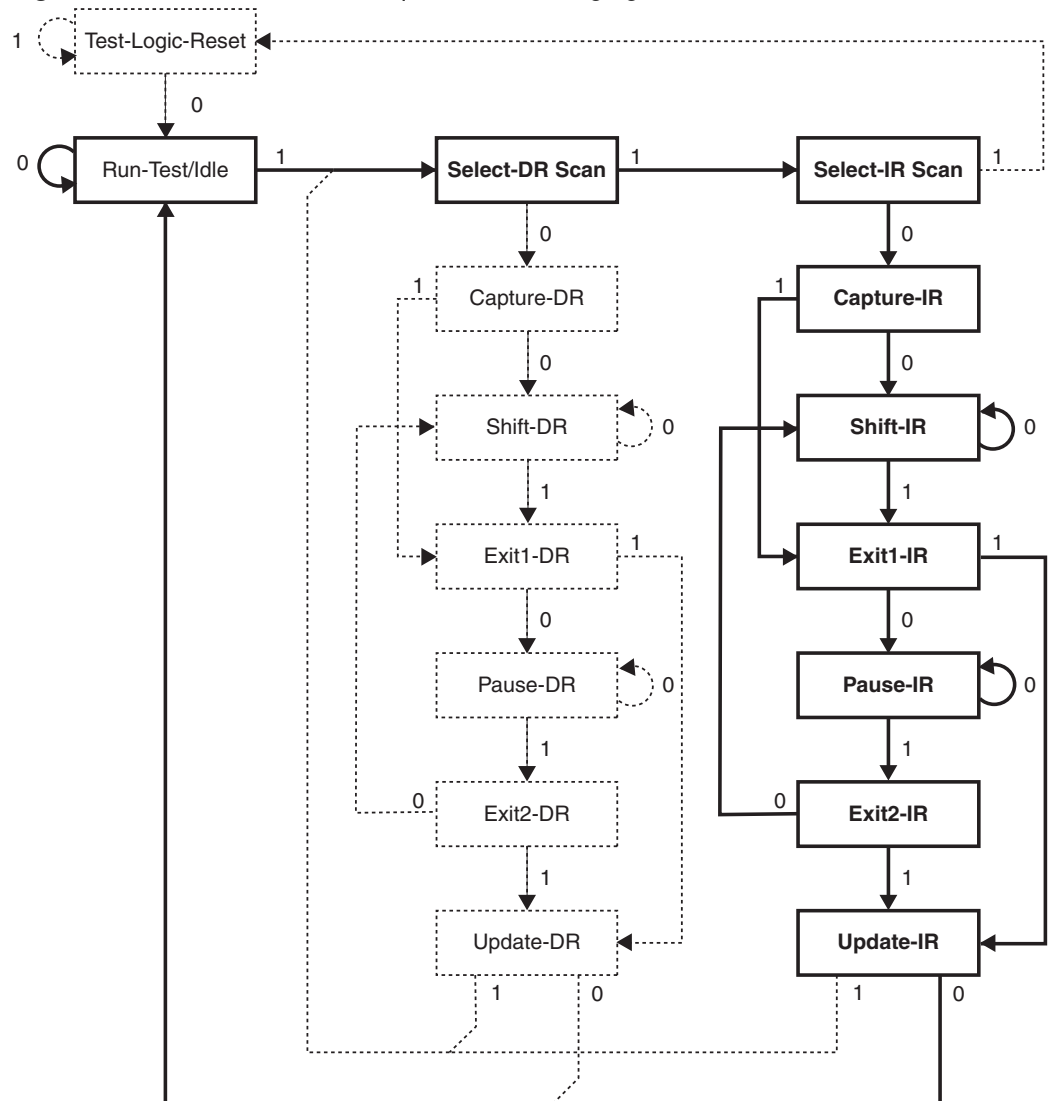 1
Test-Logic-Reset
0
0
Run-Test/Idle
1
Select-DR Scan
1
Select-IR Scan
1
0
0
1
Capture-DR
1
Capture-IR
0
0
Shift-DR
0
Shift-IR
0
1
1
Exit1-DR
1
Exit1-IR
1
0
0
Pause-DR
0
Pause-IR
0
1
1
0
Exit2-DR
0
Exit2-IR
1
1
Update-DR
Update-IR
1
0
1
0